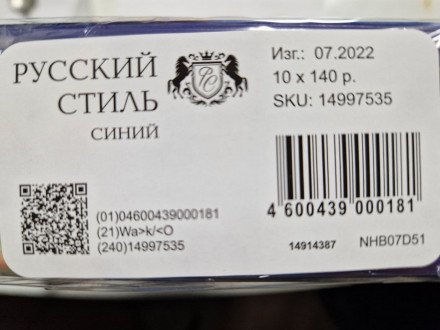 РУССКИЙ
СТИЛЬ
СИНИЙ
Изг.: 07.2022
10 x 140 р.
SKU: 14997535
(01)04600439000181
(21)Wa>k/<O
(240)14997535
4 600439 000181
14914387
NHB07D51